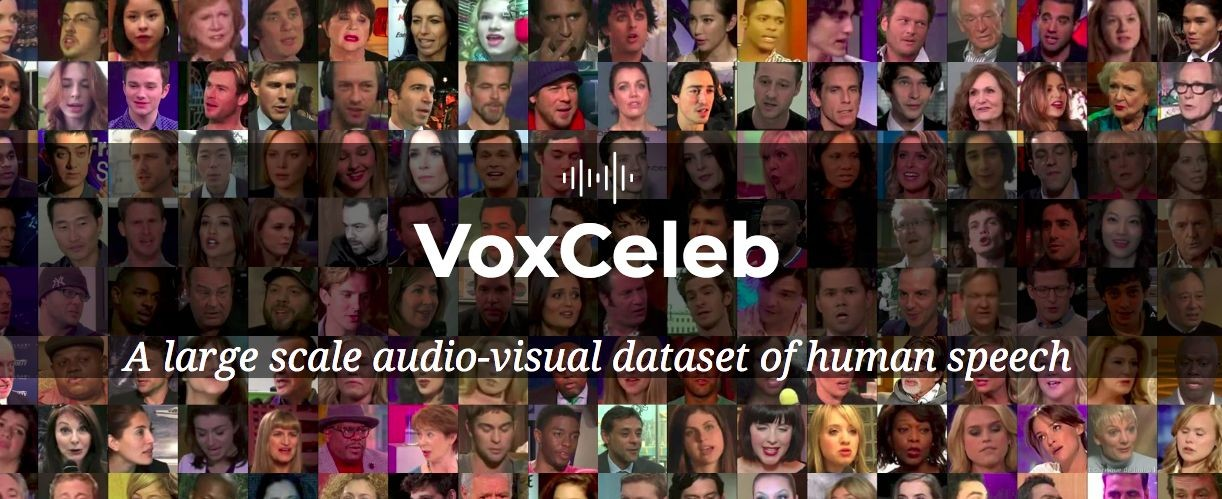 VoxCeleb
A large scale audio-visual dataset of human speech